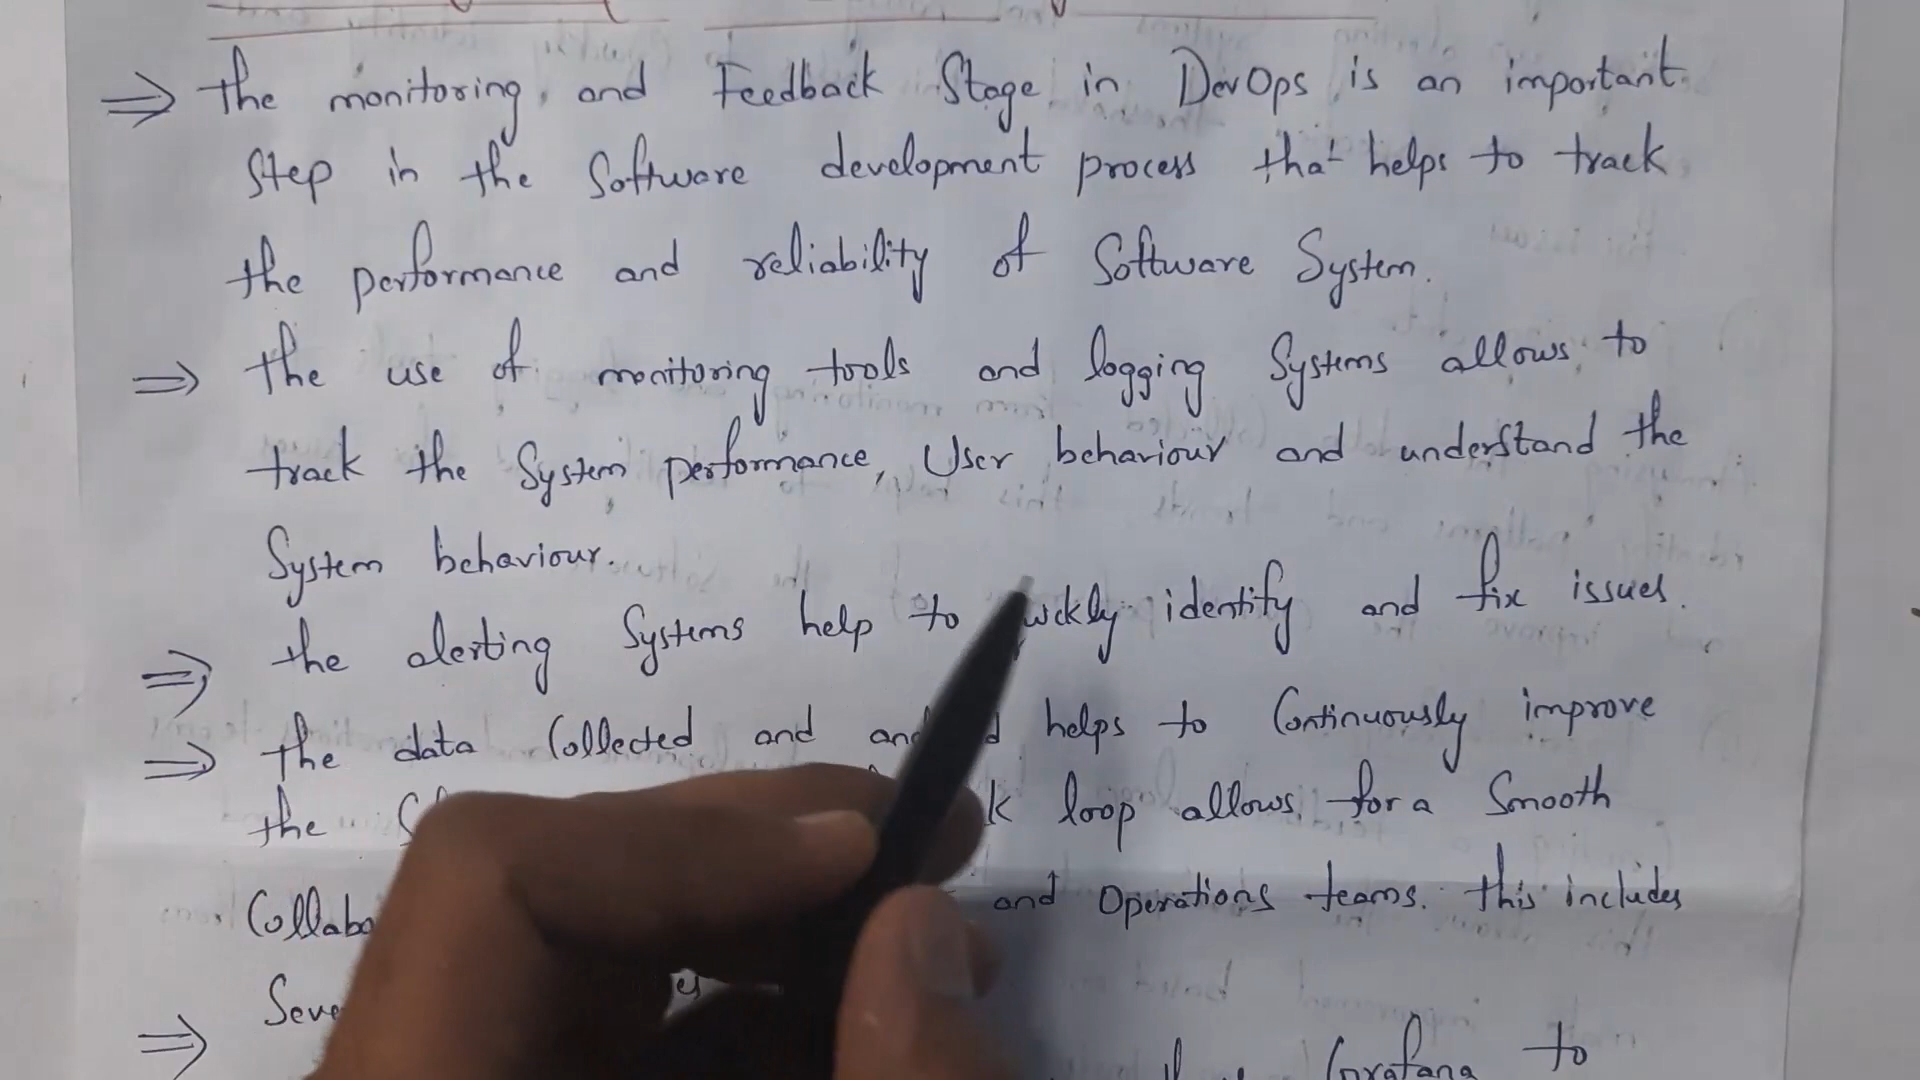 ⇒ the monitoring and Feedback Stage in DevOps is an important
Step in the Software development process that helps to track
the performance and reliability of Software System.
⇒ the use of monitoring tools and logging Systems allows to
track the System performance, User behaviour and understand the
System behaviour.
⇒ the alerting Systems help to identify and fix issues.
⇒ the data Collected and helps to Continuously improve
the loop allows for a Smooth
and Operations teams. this includes
⇒ Grafana to